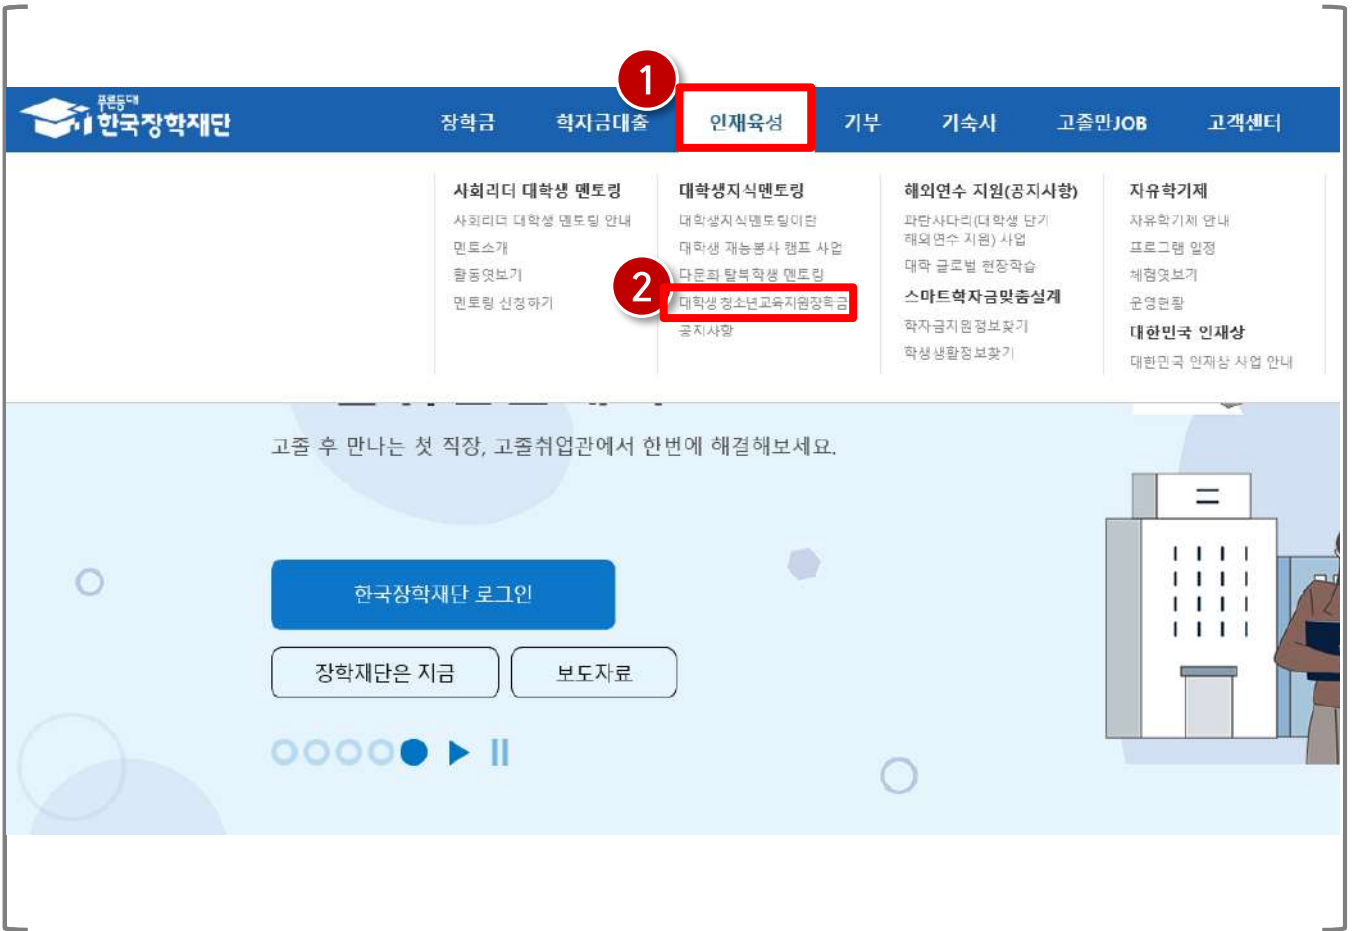 1
푸른등대
한국장학재단
장학금 학자금대출 인재육성 기부 기숙사 고졸만JOB 고객센터
사회리더 대학생 멘토링
사회리더 대학생 멘토링 안내
멘토소개
활동엿보기
멘토링 신청하기
대학생지식멘토링
대학생지식멘토링이란
대학생 재능봉사 캠프 사업
다문화 탈북학생 멘토링
2
대학생 청소년교육지원장학금
공지사항
해외연수 지원(공지사항)
파란사다리(대학생 단기
해외연수 지원) 사업
대학 글로벌 현장학습
스마트학자금맞춤설계
학자금지원정보찾기
학생생활정보찾기
자유학기제
자유학기제 안내
프로그램 일정
체험엿보기
운영현황
대한민국 인재상
대한민국 인재상 사업 안내
고졸 후 만나는 첫 직장, 고졸취업관에서 한번에 해결해보세요.
한국장학재단 로그인
장학재단은 지금 보도자료